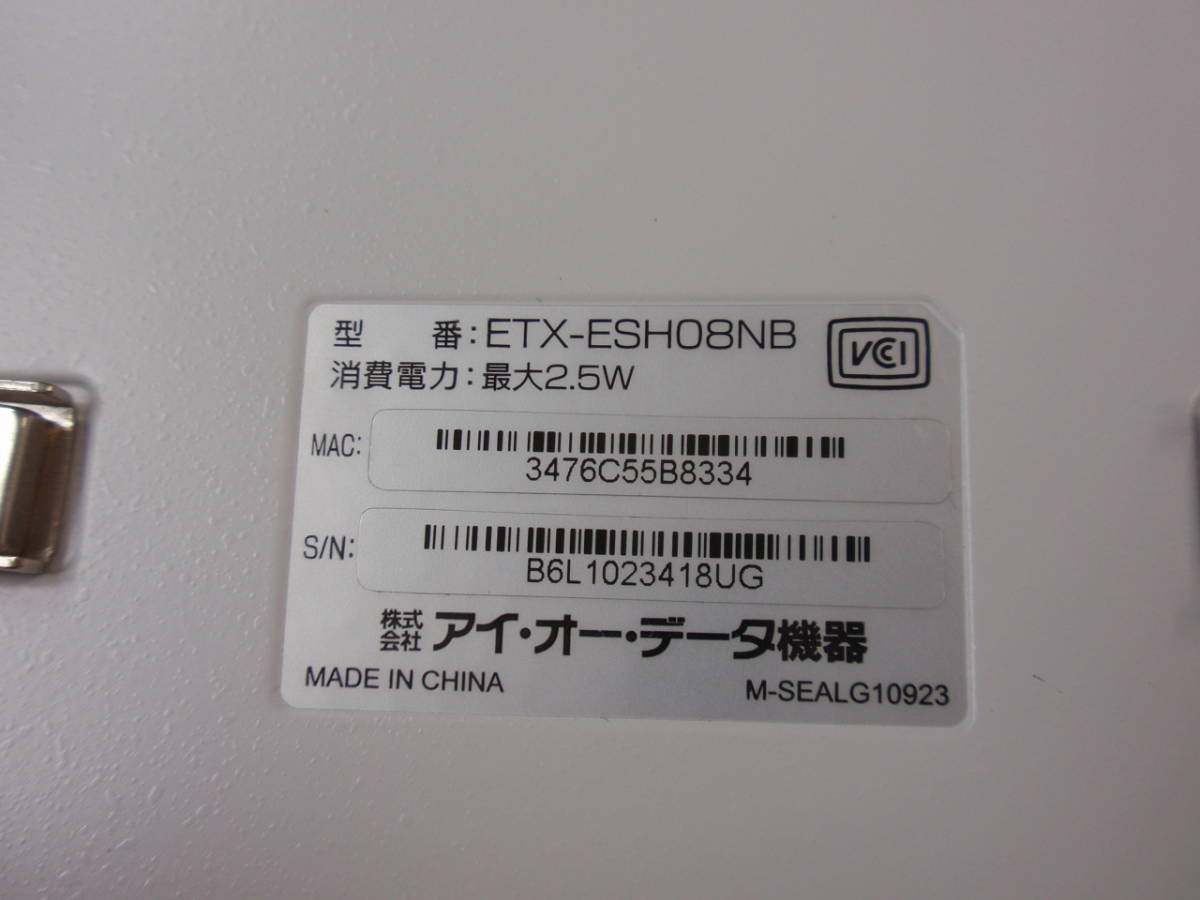 型　　番：ETX-ESH08NB
VCCI
消費電力：最大2.5W
MAC:
3476C55B8334
S/N:
B6L1023418UG
株式会社 アイ・オー・データ機器
MADE IN CHINA
M-SEALG10923